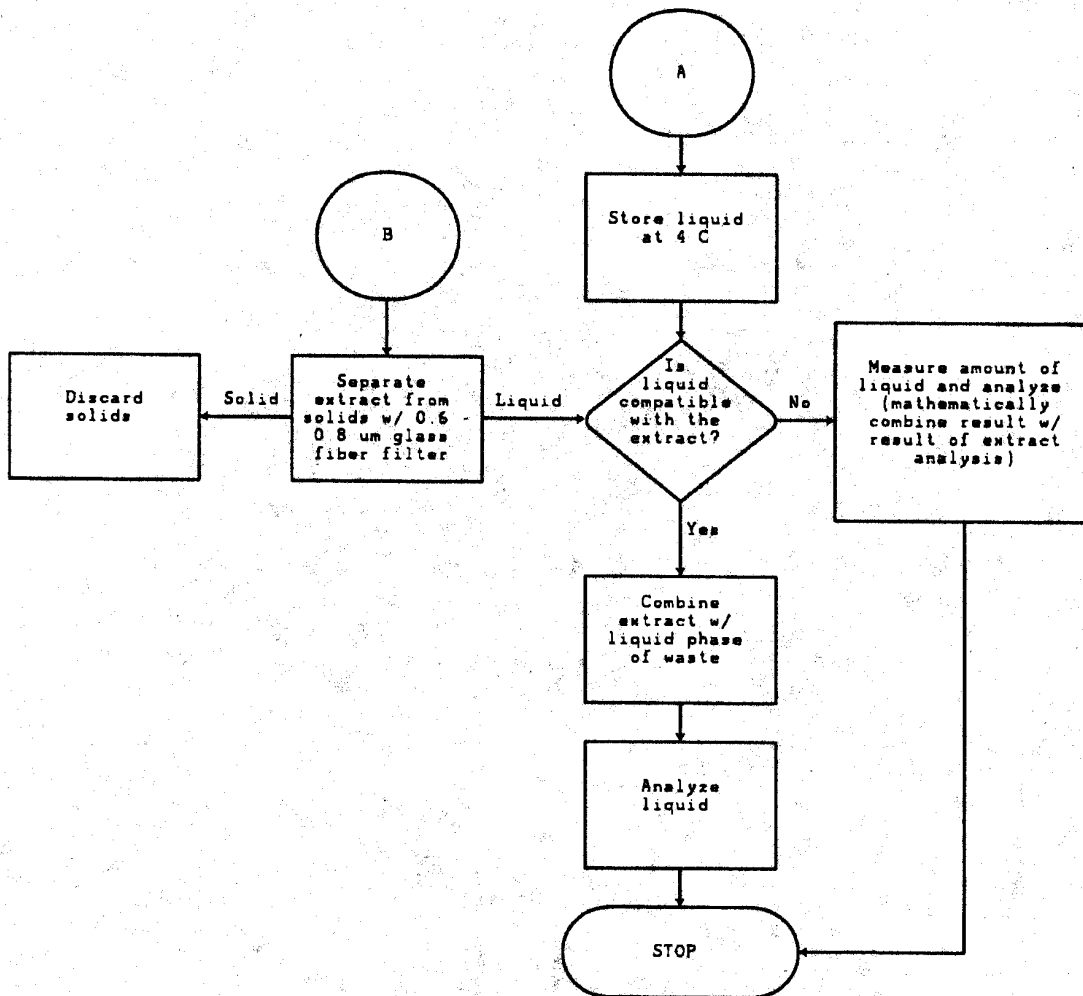 A
Store liquid
at 4 C
B
Discard
solids
Solid
Separate
extract from
solids w/ 0.6 -
0.8 um glass
fiber filter
Liquid
Is
liquid
compatible
with the
extract?
No
Measure amount of
liquid and analyze
(mathematically
combine result w/
result of extract
analysis)
Yes
Combine
extract w/
liquid phase
of waste
Analyze
liquid
STOP